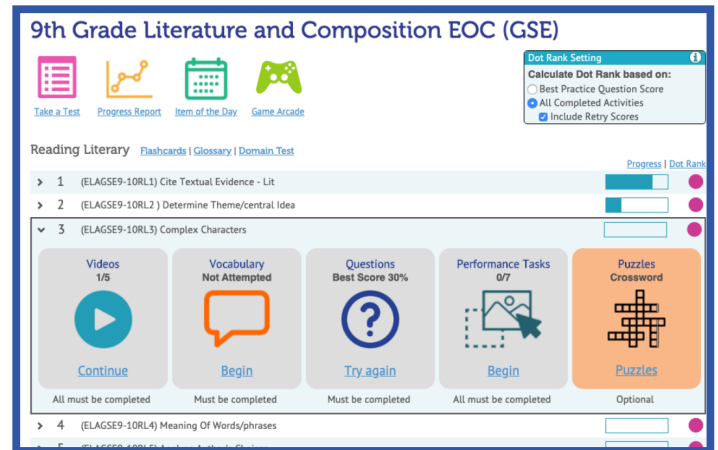 9th Grade Literature and Composition EOC (GSE)
Take a Test
Progress Report
Item of the Day
Game Arcade
Dot Rank Setting
Calculate Dot Rank based on:
Best Practice Question Score
All Completed Activities
Include Retry Scores
Reading Literary Flashcards | Glossary | Domain Test
Progress | Dot Rank
1 (ELAGSE9-10RL1) Cite Textual Evidence - Lit
2 (ELAGSE9-10RL2 ) Determine Theme/central Idea
3 (ELAGSE9-10RL3) Complex Characters
Videos
1/5
Continue
All must be completed
Vocabulary
Not Attempted
Begin
Must be completed
Questions
Best Score 30%
?
Try again
Must be completed
Performance Tasks
0/7
Begin
All must be completed
Puzzles
Crossword
Puzzles
Optional
4 (ELAGSE9-10RL4) Meaning Of Words/phrases